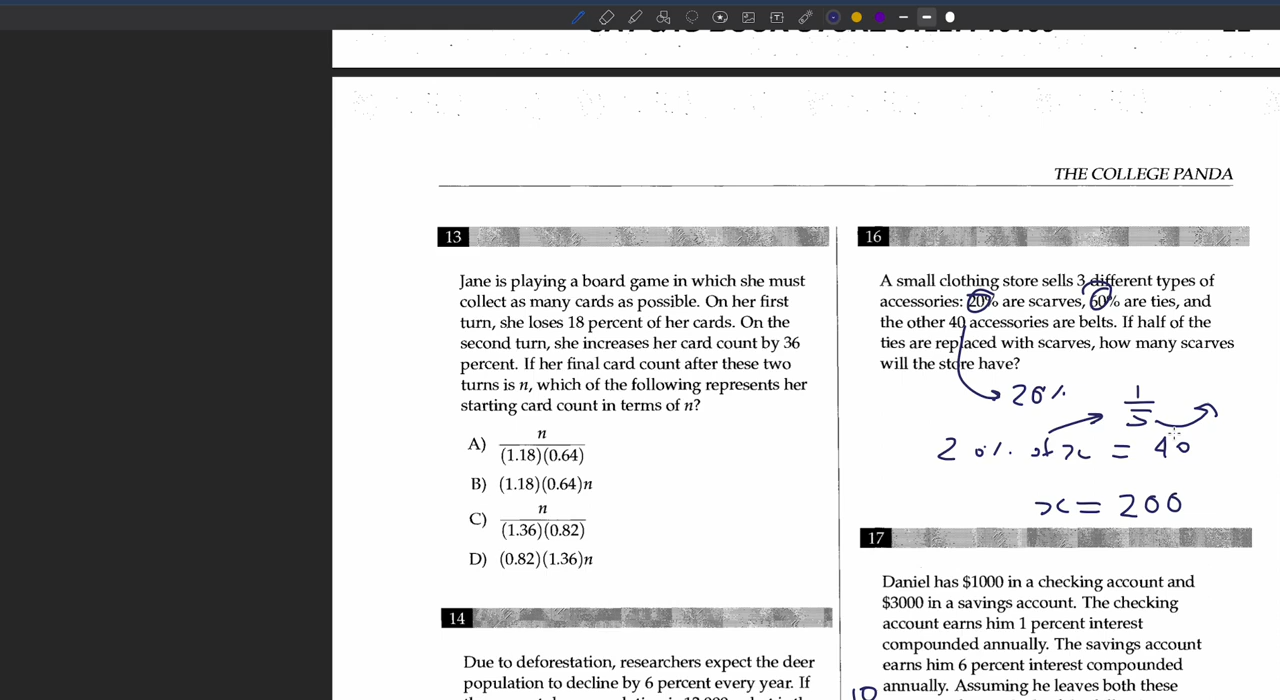 THE COLLEGE PANDA
13
Jane is playing a board game in which she must
collect as many cards as possible. On her first
turn, she loses 18 percent of her cards. On the
second turn, she increases her card count by 36
percent. If her final card count after these two
turns is n, which of the following represents her
starting card count in terms of n?
A) n
(1.18)(0.64)
B) (1.18)(0.64)n
C) n
(1.36)(0.82)
D) (0.82)(1.36)n
14
Due to deforestation, researchers expect the deer
population to decline by 6 percent every year. If
16
A small clothing store sells 3 different types of
accessories: 20% are scarves, 60% are ties, and
the other 40 accessories are belts. If half of the
ties are replaced with scarves, how many scarves
will the store have?
20%
1
5
20% of x = 40
x = 200
17
Daniel has $1000 in a checking account and
$3000 in a savings account. The checking
account earns him 1 percent interest
compounded annually. The savings account
earns him 6 percent interest compounded
annually. Assuming he leaves both these
10